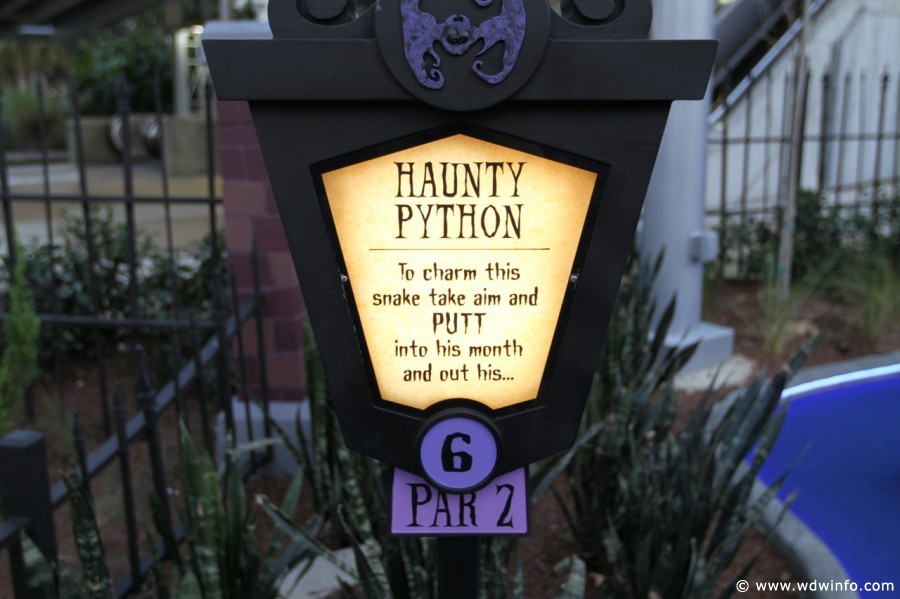 HAUNTY
PYTHON
To charm this
snake take aim and
PUTT
into his month
and out his...
6
PAR 2
© www.wdwinfo.com